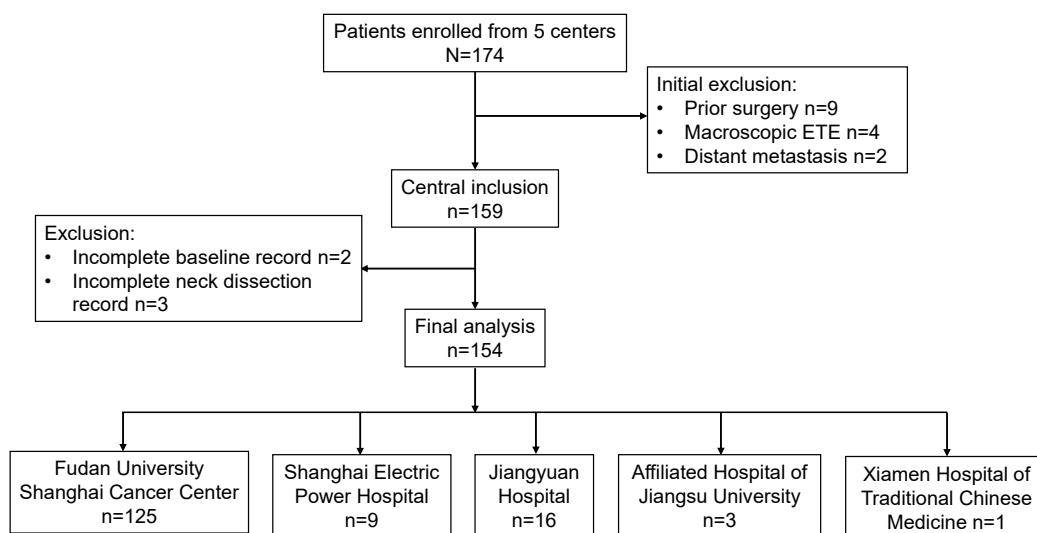 Patients enrolled from 5 centers
N=174
Initial exclusion:
• Prior surgery n=9
• Macroscopic ETE n=4
• Distant metastasis n=2
Central inclusion
n=159
Exclusion:
• Incomplete baseline record n=2
• Incomplete neck dissection
record n=3
Final analysis
n=154
Fudan University
Shanghai Cancer Center
n=125
Shanghai Electric
Power Hospital
n=9
Jiangyuan
Hospital
n=16
Affiliated Hospital of
Jiangsu University
n=3
Xiamen Hospital of
Traditional Chinese
Medicine n=1